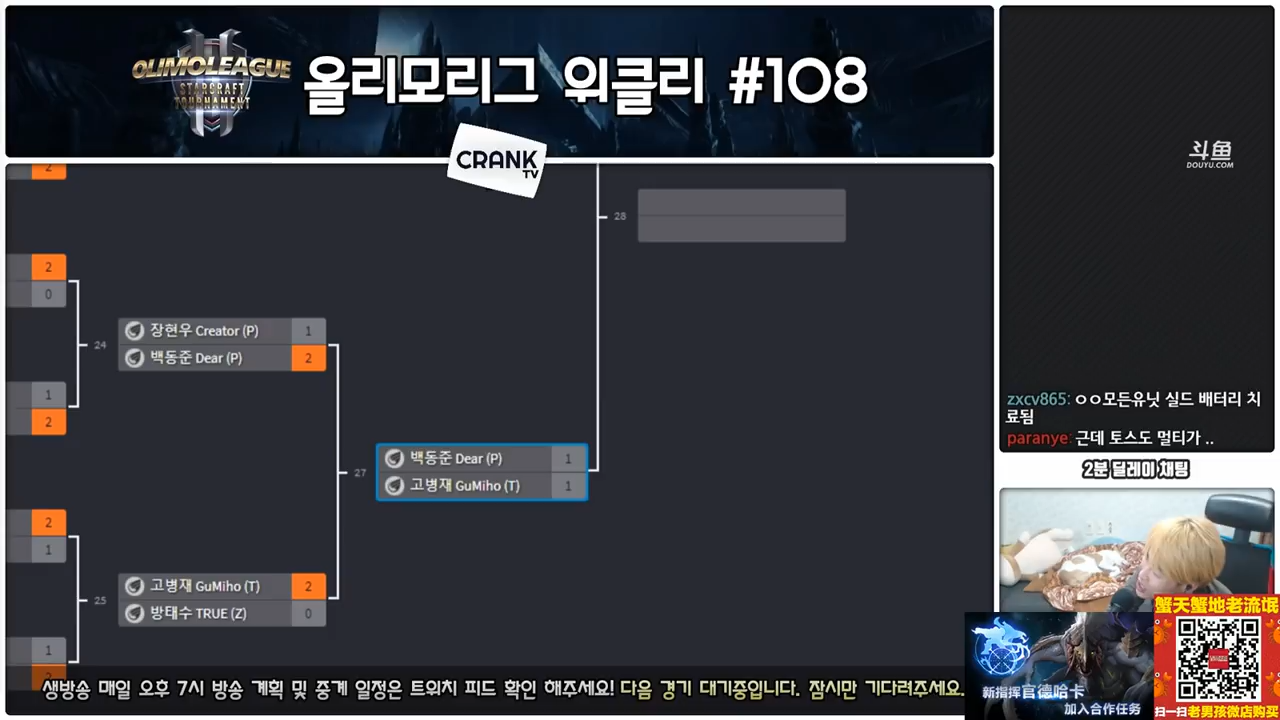 OLIMOLEAGUE
STARCRAFT
TOURNAMENT
올리모리그 위클리 #108
CRANK
TV
斗鱼
DOUYU.COM
2
2
0
1
2
2
1
1
24
장현우 Creator (P) 1
백동준 Dear (P) 2
25
고병재 GuMiho (T) 2
방태수 TRUE (Z) 0
27
백동준 Dear (P) 1
고병재 GuMiho (T) 1
28
zxcv865: ㅇㅇ모든유닛 실드 배터리 치
료됨
paranye: 근데 토스도 멀티가 ..
2분 딜레이 채팅
蟹天蟹地老流氓
新指挥官德哈卡
加入合作任务
扫一扫老男孩微店购买
생방송 매일 오후 7시 방송 계획 및 중계 일정은 트위치 피드 확인 해주세요! 다음 경기 대기중입니다. 잠시만 기다려주세요.